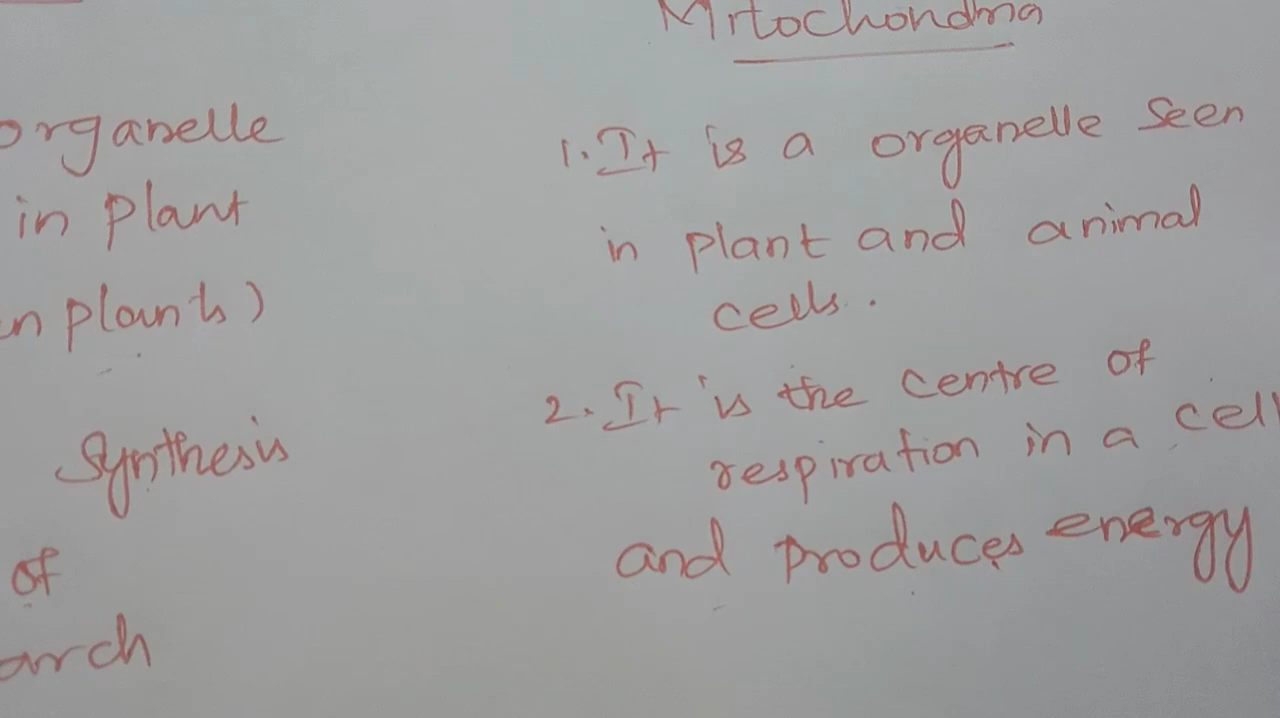 organelle
in plant
plants)
Synthesis
of
arch
Mitochondria
1. It is a organelle seen
in plant and animal
cells.
2. It is the centre of
respiration in a cell
and produces energy